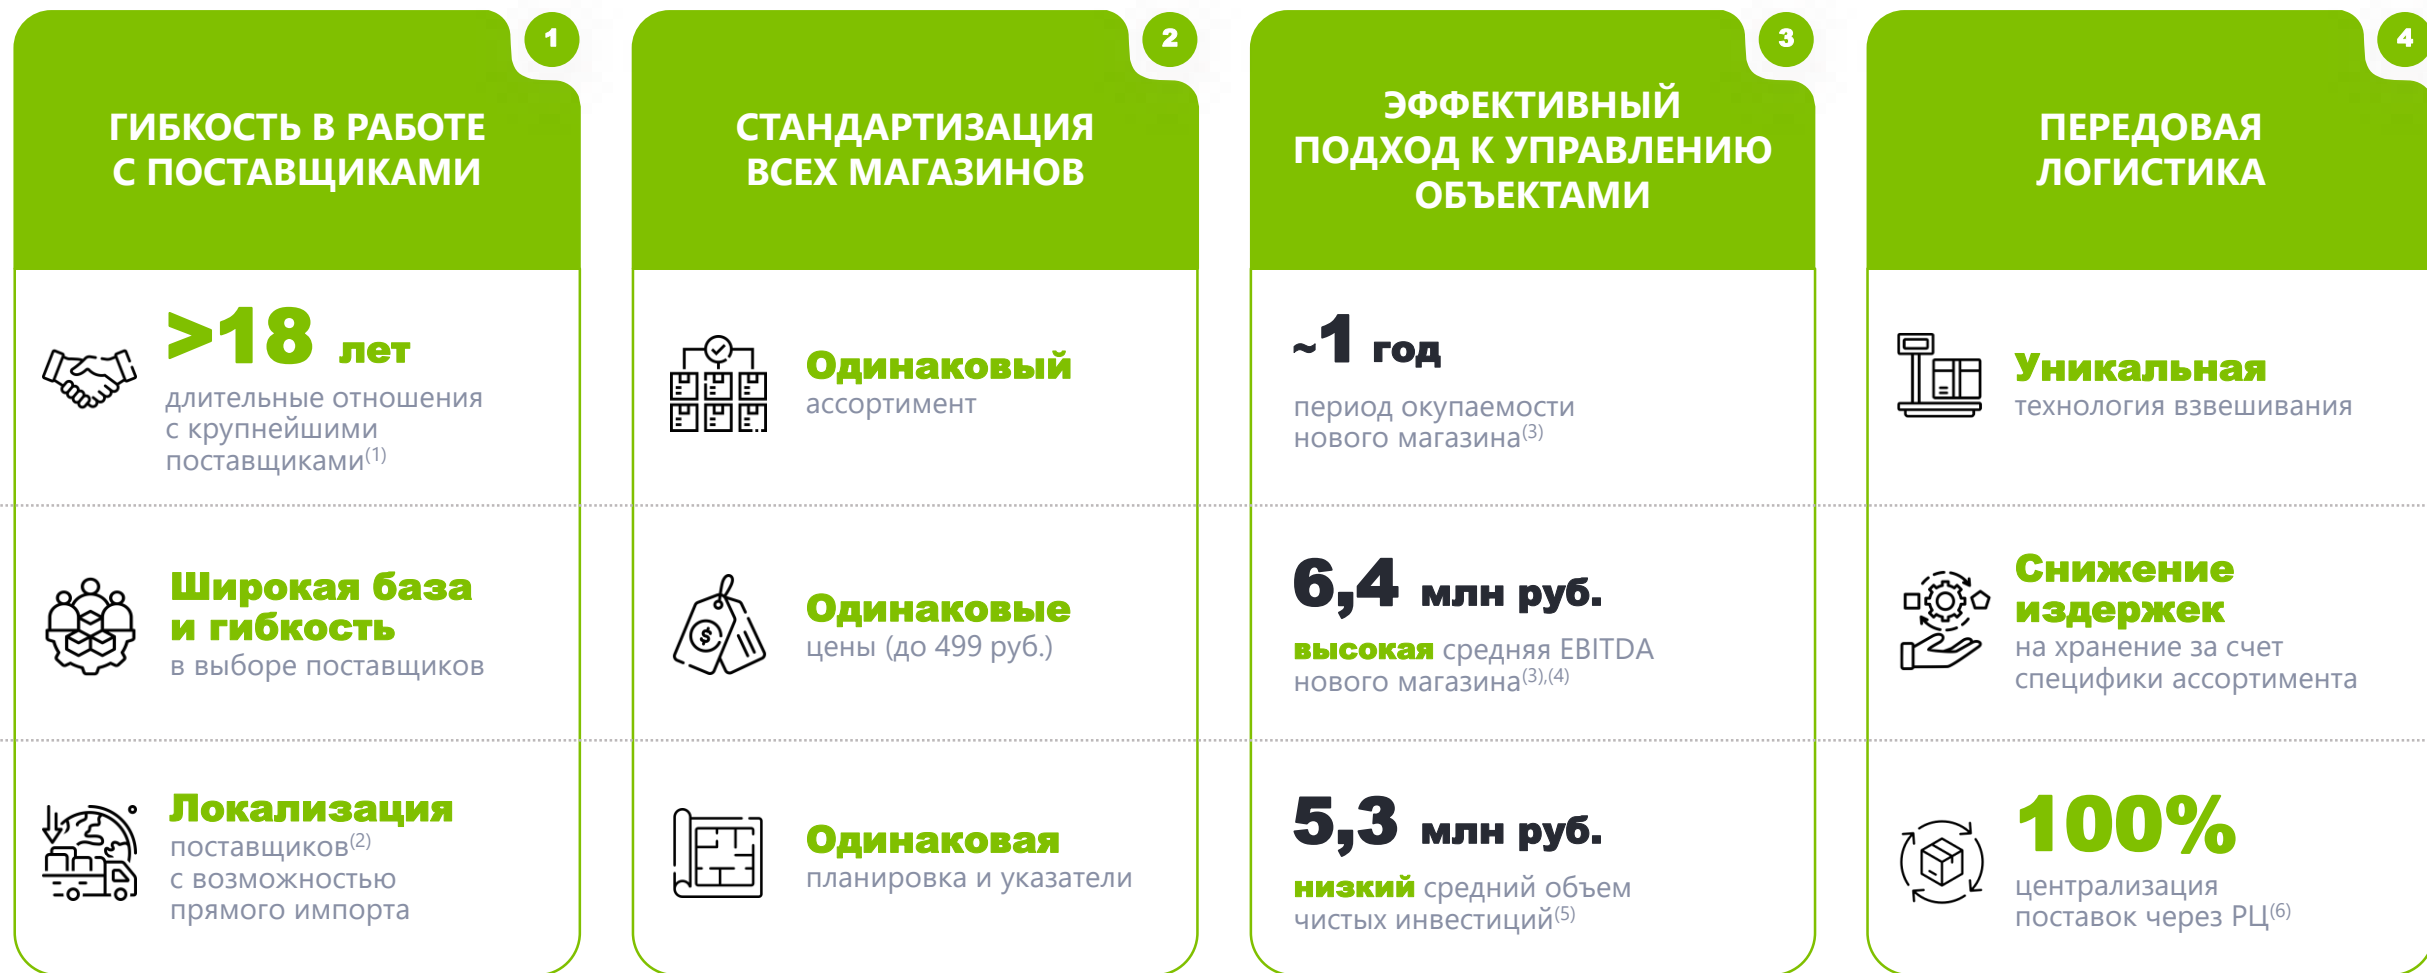 1
ГИБКОСТЬ В РАБОТЕ
С ПОСТАВЩИКАМИ
>18 лет
длительные отношения
с крупнейшими
поставщиками(1)
Широкая база
и гибкость
в выборе поставщиков
Локализация
поставщиков(2)
с возможностью
прямого импорта
2
СТАНДАРТИЗАЦИЯ
ВСЕХ МАГАЗИНОВ
Одинаковый
ассортимент
$
Одинаковые
цены (до 499 руб.)
Одинаковая
планировка и указатели
3
ЭФФЕКТИВНЫЙ
ПОДХОД К УПРАВЛЕНИЮ
ОБЪЕКТАМИ
~1 год
период окупаемости
нового магазина(3)
6,4 млн руб.
высокая средняя EBITDA
нового магазина(3),(4)
5,3 млн руб.
низкий средний объем
чистых инвестиций(5)
4
ПЕРЕДОВАЯ
ЛОГИСТИКА
Уникальная
технология взвешивания
Снижение
издержек
на хранение за счет
специфики ассортимента
100%
централизация
поставок через РЦ(6)